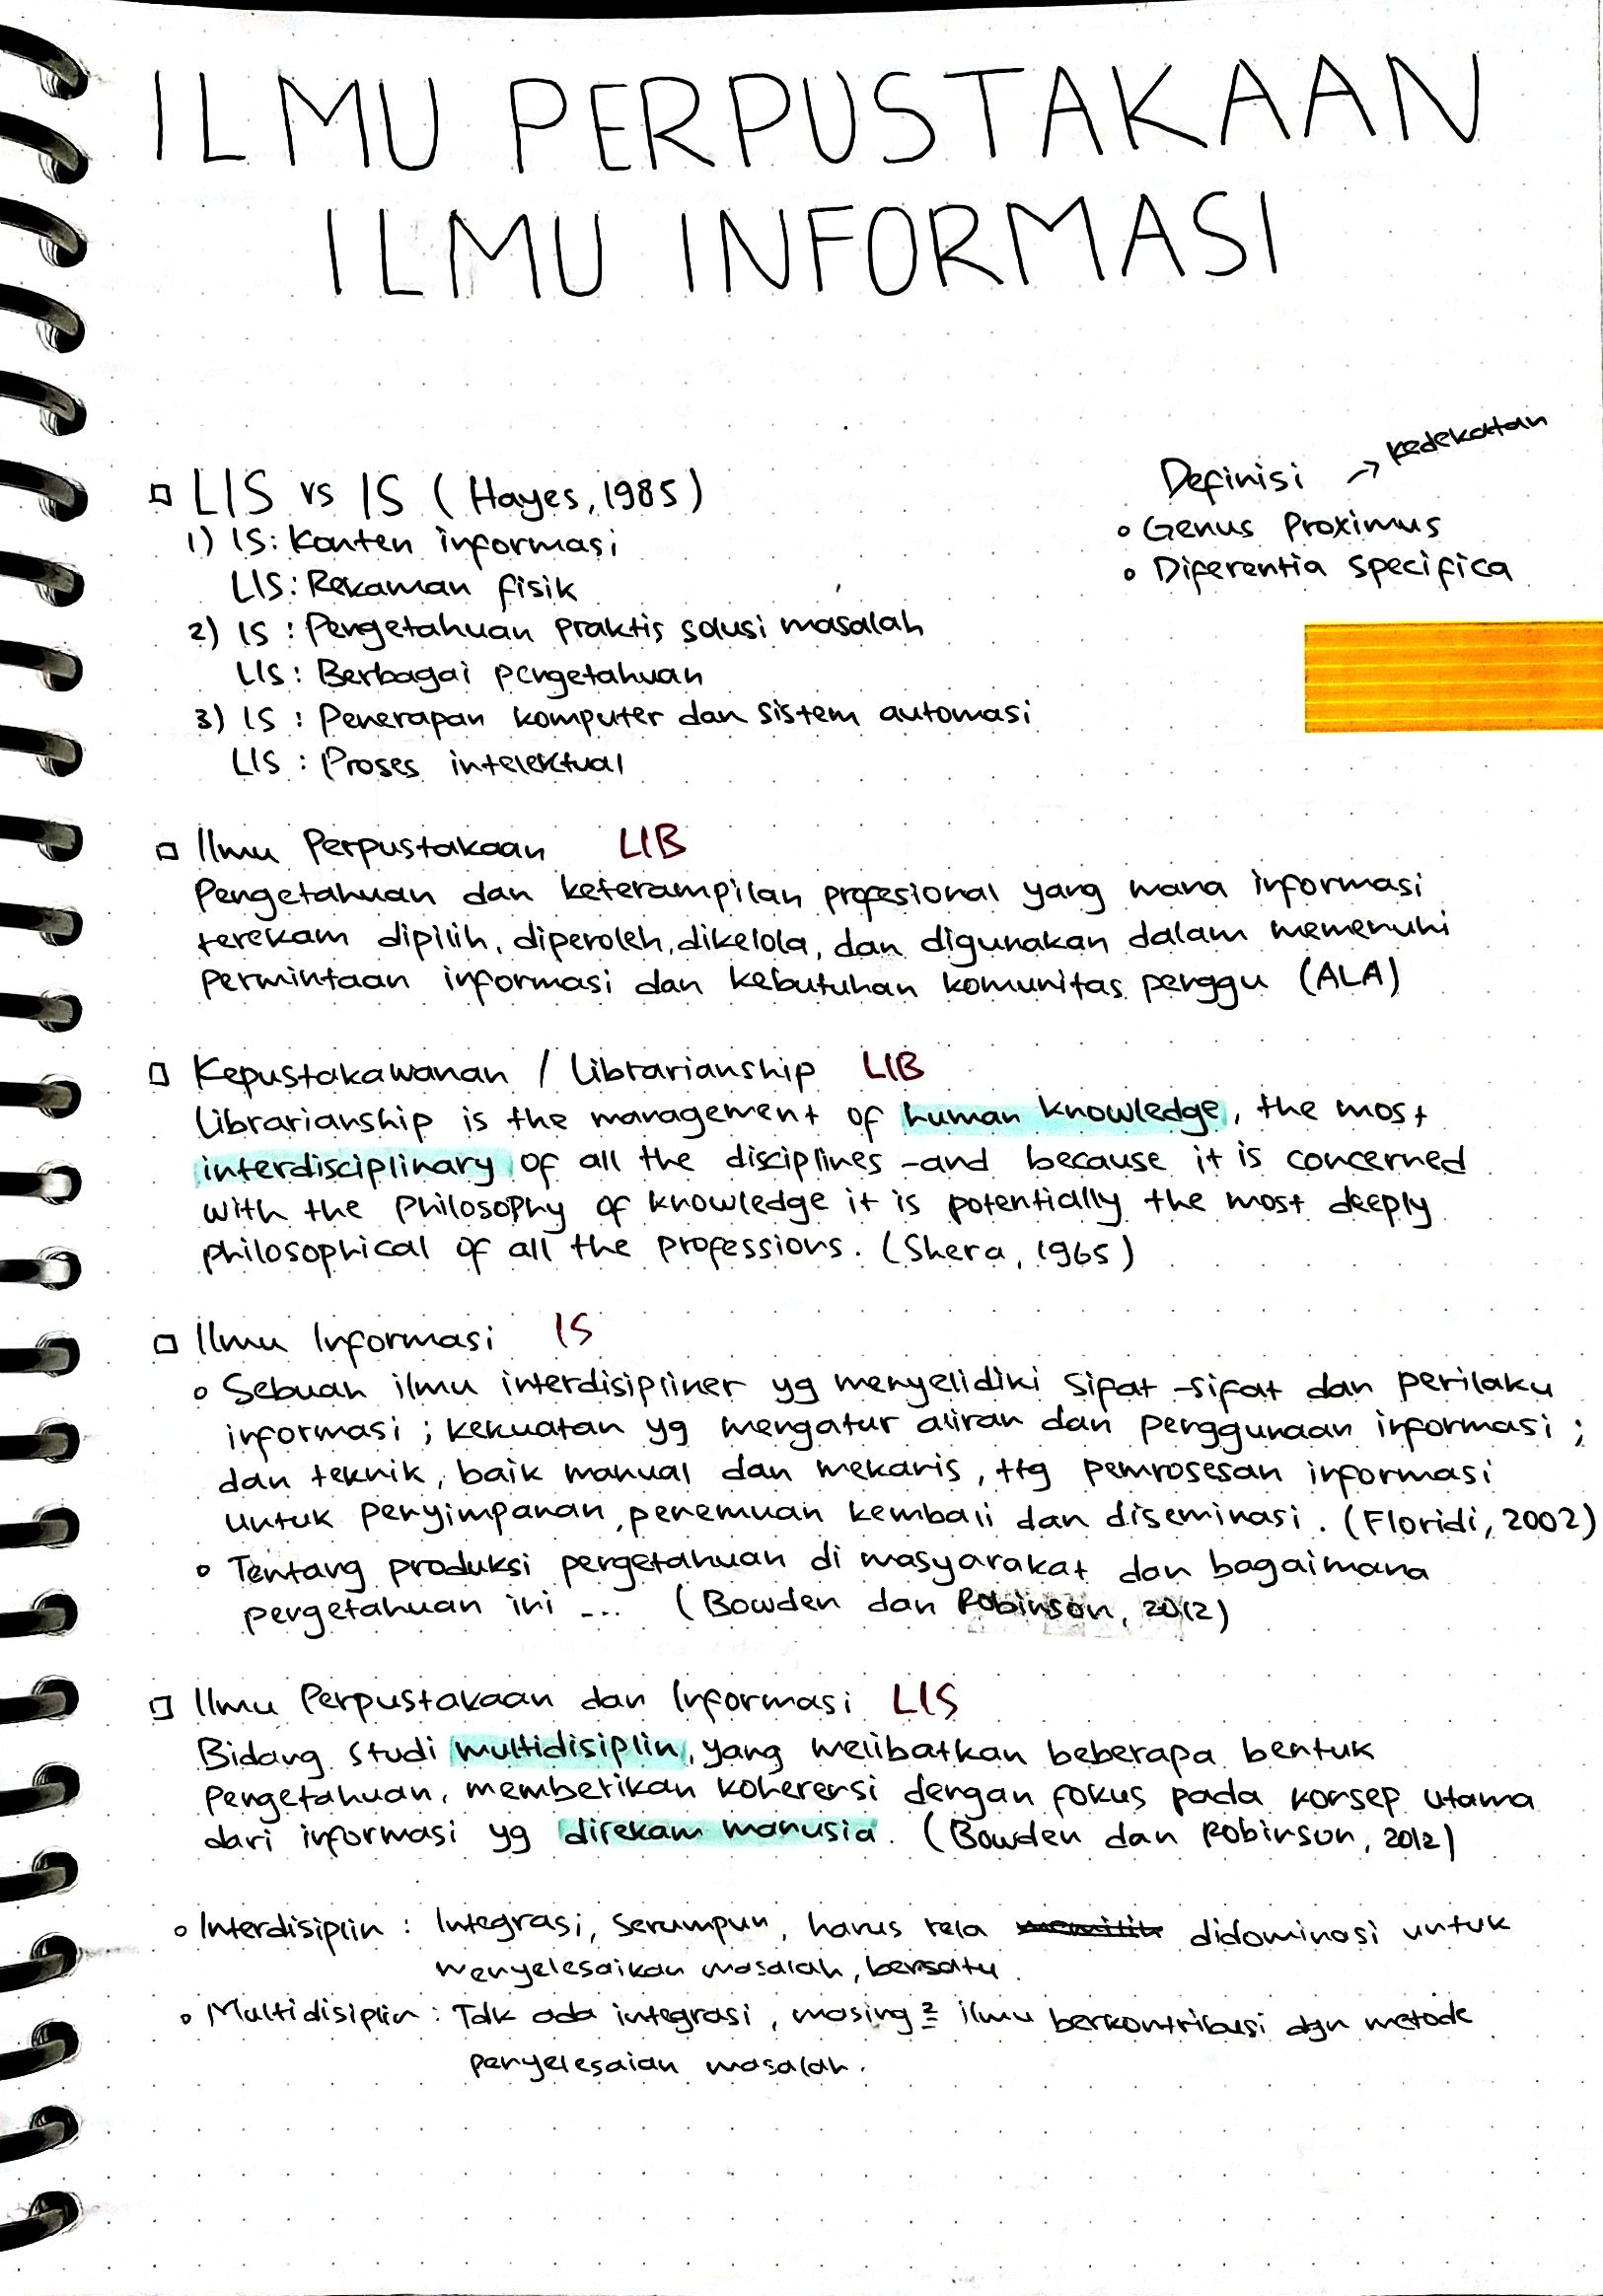 ILMU PERPUSTAKAAN
ILMU INFORMASI
Definisi → kedekatan
• Genus Proximus
• Diferentia specifica
□ LIS vs IS (Hayes, 1985)
1) IS: Konten informasi
LIS: Rekaman fisik
2) IS : Pengetahuan praktis solusi masalah
LIS : Berbagai pengetahuan
3) IS : Penerapan komputer dan sistem automasi
LIS : Proses intelektual
□ Ilmu Perpustakaan LIB
Pengetahuan dan keterampilan profesional yang mana informasi
terekam dipilih, diperoleh, dikelola, dan digunakan dalam memenuhi
permintaan informasi dan kebutuhan komunitas penggu (ALA)
□ Kepustakawanan / Librarianship LIB
Librarianship is the management of human knowledge, the most
interdisciplinary of all the disciplines -and because it is concerned
with the philosophy of knowledge it is potentially the most deeply
philosophical of all the professions. (Shera, 1965)
□ Ilmu Informasi IS
• Sebuah ilmu interdisipliner yg menyelidiki sifat-sifat dan perilaku
informasi ; kekuatan yg mengatur aliran dan penggunaan informasi ;
dan teknik, baik manual dan mekanis, ttg pemrosesan informasi
untuk penyimpanan, penemuan kembali dan diseminasi. (Floridi, 2002)
• Tentang produksi pengetahuan di masyarakat dan bagaimana
pengetahuan ini ... (Bowden dan Robinson, 2012)
□ Ilmu Perpustakaan dan Informasi LIS
Bidang studi multidisiplin, yang melibatkan beberapa bentuk
pengetahuan, memberikan koherensi dengan fokus pada konsep utama
dari informasi yg direkam manusia. (Bowden dan Robinson, 2012)
• Interdisiplin : Integrasi, serumpun, harus rela didominasi untuk
menyelesaikan masalah, bersatu.
• Multidisiplin : Tdk ada integrasi, masing² ilmu berkontribusi dgn metode
penyelesaian masalah.